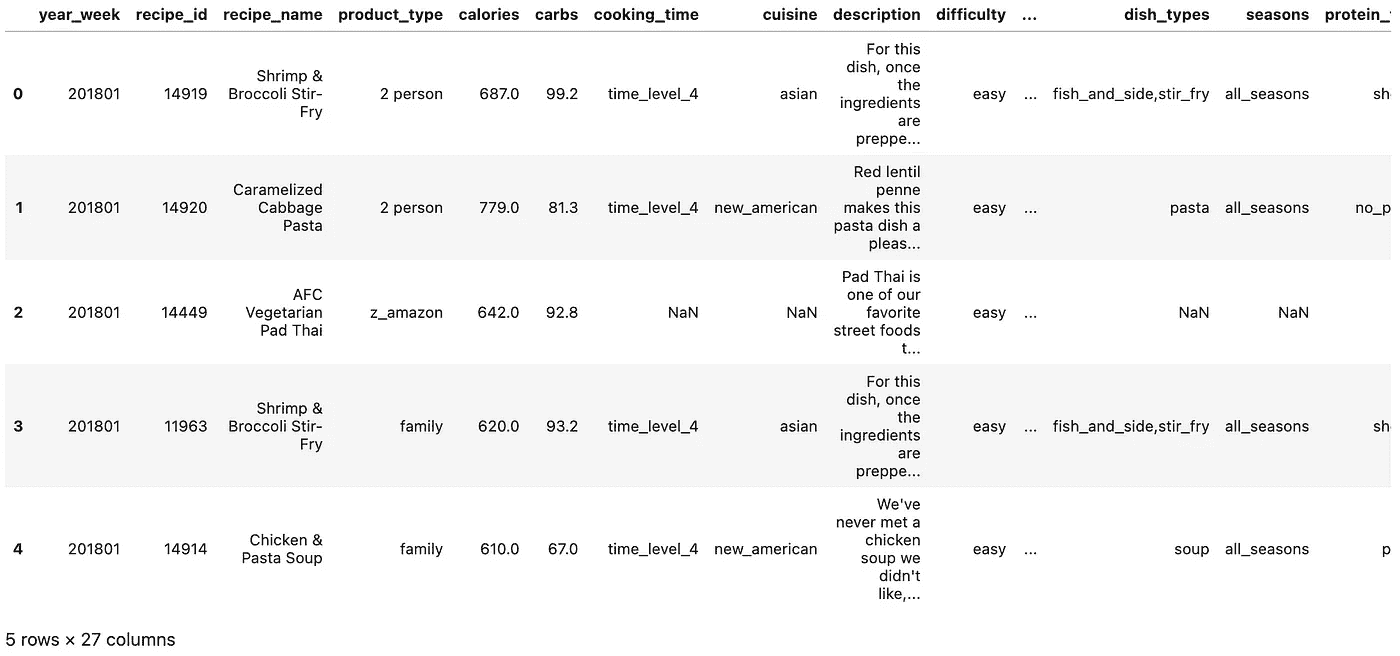 year_week recipe_id recipe_name product_type calories carbs cooking_time cuisine description difficulty ... dish_types seasons protein_
0 201801 14919 Shrimp & Broccoli Stir-Fry 2 person 687.0 99.2 time_level_4 asian For this dish, once the ingredients are preppe... easy ... fish_and_side,stir_fry all_seasons sh
1 201801 14920 Caramelized Cabbage Pasta 2 person 779.0 81.3 time_level_4 new_american Red lentil penne makes this pasta dish a pleas... easy ... pasta all_seasons no_p
2 201801 14449 AFC Vegetarian Pad Thai z_amazon 642.0 92.8 NaN NaN Pad Thai is one of our favorite street foods t... easy ... NaN NaN
3 201801 11963 Shrimp & Broccoli Stir-Fry family 620.0 93.2 time_level_4 asian For this dish, once the ingredients are preppe... easy ... fish_and_side,stir_fry all_seasons sh
4 201801 14914 Chicken & Pasta Soup family 610.0 67.0 time_level_4 new_american We've never met a chicken soup we didn't like,... easy ... soup all_seasons p
5 rows × 27 columns